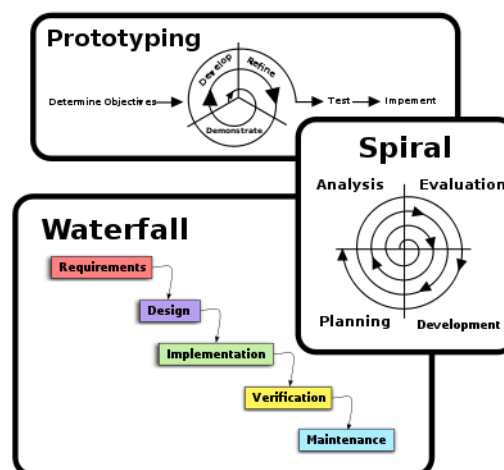 Prototyping
Determine Objectives
Develop
Refine
Demonstrate
Test
Impement
Spiral
Analysis
Evaluation
Planning
Development
Waterfall
Requirements
Design
Implementation
Verification
Maintenance